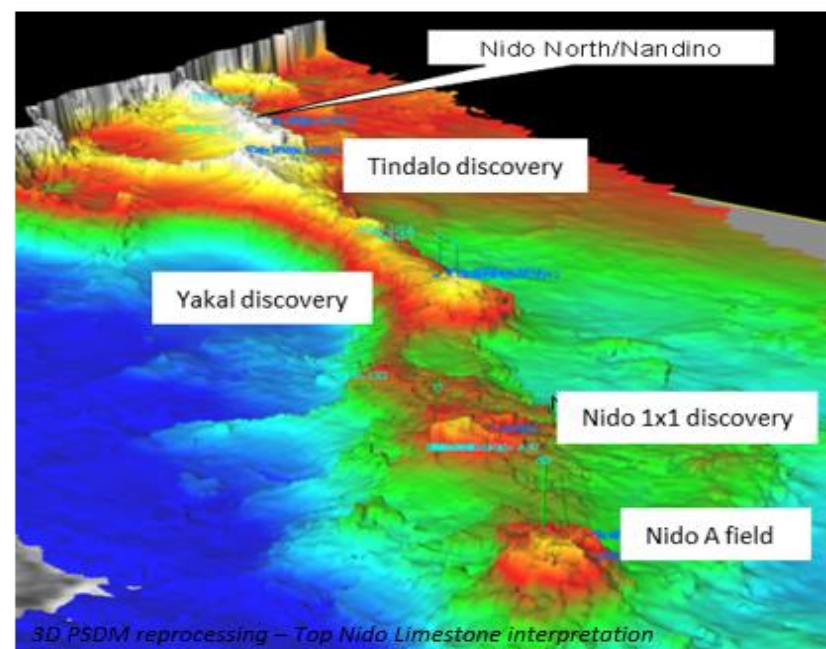 Nido North/Nandino
Tindalo discovery
Yakal discovery
Nido 1x1 discovery
Nido A field
3D PSDM reprocessing – Top Nido Limestone interpretation